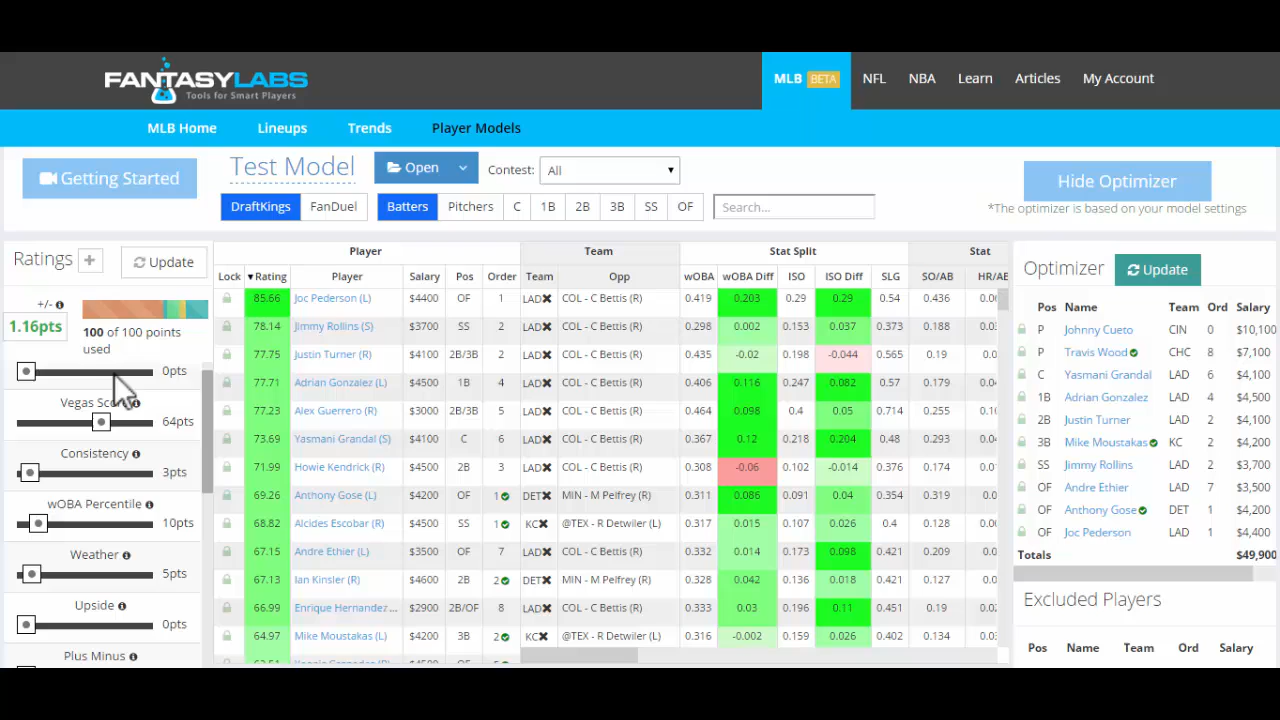 FANTASYLABS
Tools for Smart Players
MLB BETA NFL NBA Learn Articles My Account
MLB Home Lineups Trends Player Models
Getting Started Test Model Open Contest: All Hide Optimizer
*The optimizer is based on your model settings
DraftKings FanDuel Batters Pitchers C 1B 2B 3B SS OF Search...
Ratings + Update
+/-
1.16pts
100 of 100 points used
0pts
Vegas
64pts
Consistency
3pts
wOBA Percentile
10pts
Weather
5pts
Upside
0pts
Plus Minus
Player Team Stat Split Stat
Lock Rating Player Salary Pos Order Team Opp wOBA wOBA Diff ISO ISO Diff SLG SO/AB HR/AB
85.66 Joc Pederson (L) $4400 OF 1 LAD COL - C Bettis (R) 0.419 0.203 0.29 0.29 0.54 0.436
78.14 Jimmy Rollins (S) $3700 SS 2 LAD COL - C Bettis (R) 0.298 0.002 0.153 0.037 0.373 0.188
77.75 Justin Turner (R) $4100 2B/3B 2 LAD COL - C Bettis (R) 0.435 -0.02 0.198 -0.044 0.565 0.19
77.71 Adrian Gonzalez (L) $4500 1B 4 LAD COL - C Bettis (R) 0.406 0.116 0.247 0.082 0.57 0.179
77.23 Alex Guerrero (R) $3000 2B/3B 5 LAD COL - C Bettis (R) 0.464 0.098 0.4 0.05 0.714 0.255
73.69 Yasmani Grandal (S) $4100 C 6 LAD COL - C Bettis (R) 0.367 0.12 0.218 0.204 0.48 0.293
71.99 Howie Kendrick (R) $4500 2B 3 LAD COL - C Bettis (R) 0.308 -0.06 0.102 -0.014 0.376 0.174
69.26 Anthony Gose (L) $4200 OF 1 DET MIN - M Pelfrey (R) 0.311 0.086 0.091 0.04 0.354 0.319
68.82 Alcides Escobar (R) $4500 SS 1 KC @TEX - R Detwiler (L) 0.317 0.015 0.107 0.026 0.4 0.128
67.15 Andre Ethier (L) $3500 OF 7 LAD COL - C Bettis (R) 0.332 0.014 0.173 0.098 0.421 0.209
67.13 Ian Kinsler (R) $4600 2B 2 DET MIN - M Pelfrey (R) 0.328 0.042 0.136 0.018 0.421 0.127
66.99 Enrique Hernandez... $2900 2B/OF 8 LAD COL - C Bettis (R) 0.333 0.03 0.196 0.11 0.451 0.19
64.97 Mike Moustakas (L) $4200 3B 2 KC @TEX - R Detwiler (L) 0.316 -0.002 0.159 0.026 0.402 0.134
Optimizer Update
Pos Name Team Ord Salary
P Johnny Cueto CIN 0 $10,100
P Travis Wood CHC 8 $7,100
C Yasmani Grandal LAD 6 $4,100
1B Adrian Gonzalez LAD 4 $4,500
2B Justin Turner LAD 2 $4,100
3B Mike Moustakas KC 2 $4,200
SS Jimmy Rollins LAD 2 $3,700
OF Andre Ethier LAD 7 $3,500
OF Anthony Gose DET 1 $4,200
OF Joc Pederson LAD 1 $4,400
Totals $49,900
Excluded Players
Pos Name Team Ord Salary